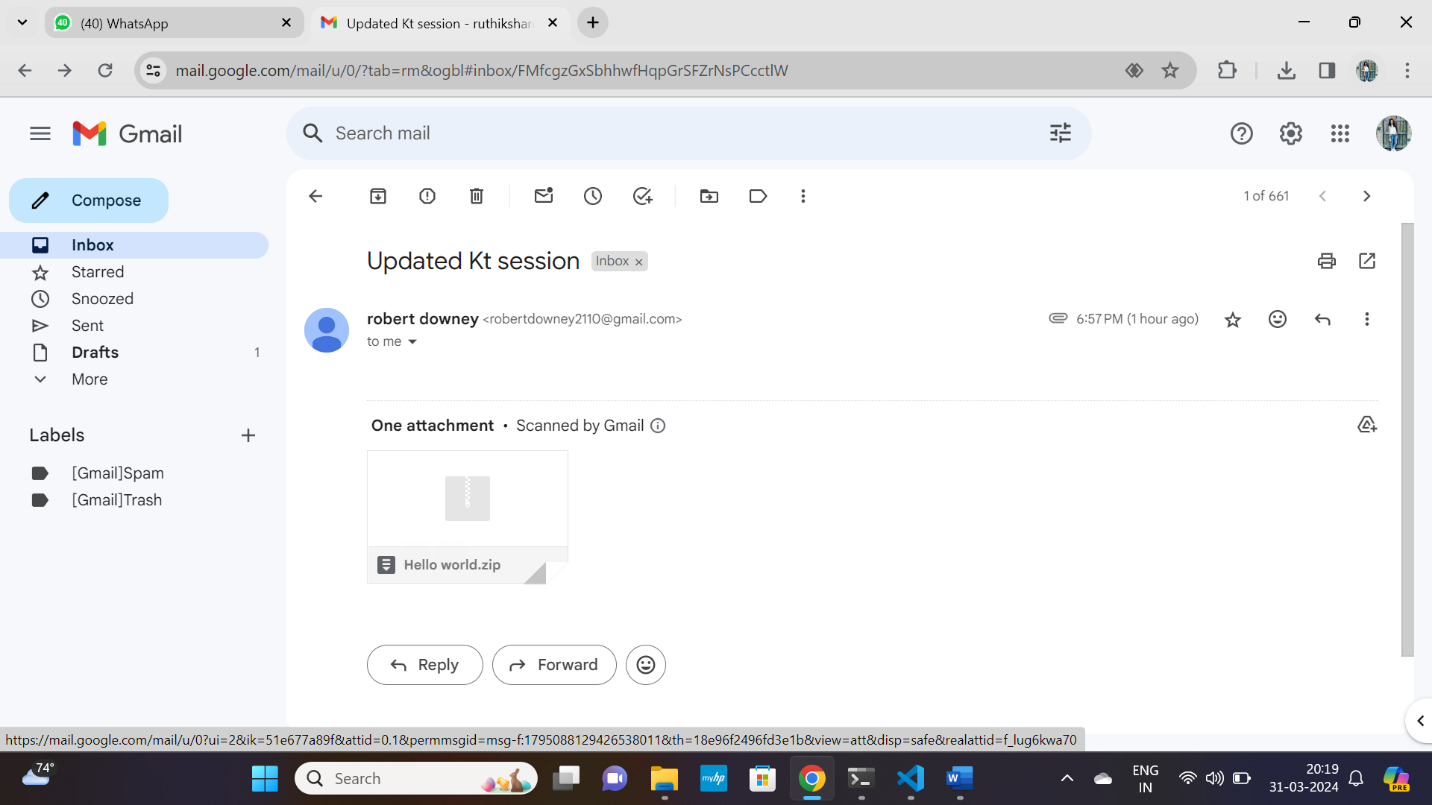 (40) WhatsApp
Updated Kt session - ruthikshar
mail.google.com/mail/u/0/?tab=rm&ogbl#inbox/FMfcgzGxSbhhwfHqpGrSFZrNsPCcctlW
Gmail
Search mail
Compose
1 of 661
Inbox
Starred
Snoozed
Sent
Drafts 1
More
Labels
[Gmail]Spam
[Gmail]Trash
Updated Kt session Inbox ×
robert downey <robertdowney2110@gmail.com> 6:57 PM (1 hour ago)
to me
One attachment • Scanned by Gmail
Hello world.zip
Reply Forward
https://mail.google.com/mail/u/0?ui=2&ik=51e677a89f&attid=0.1&permmsgid=msg-f:1795088129426538011&th=18e96f2496fd3e1b&view=att&disp=safe&realattid=f_lug6kwa70
74°
Search
myhp
ENG
IN
20:19
31-03-2024
PRE